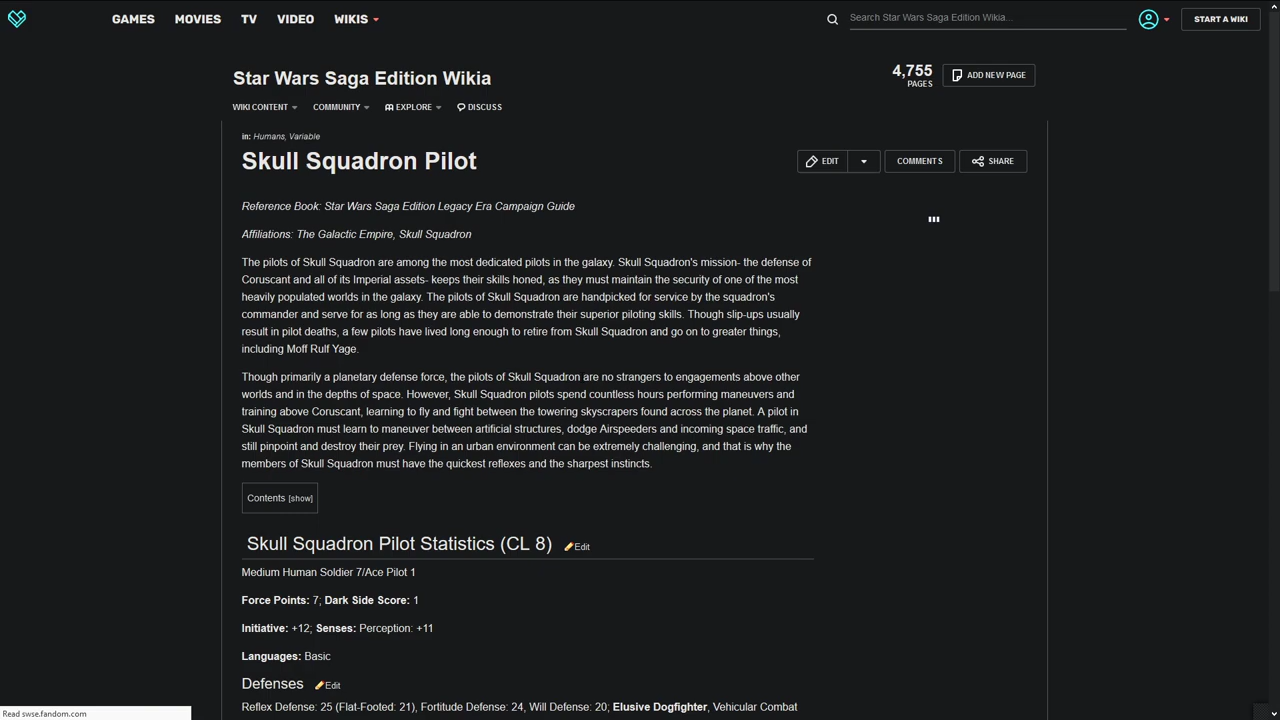 GAMES MOVIES TV VIDEO WIKIS
Search Star Wars Saga Edition Wikia...
START A WIKI
Star Wars Saga Edition Wikia
4,755
PAGES
ADD NEW PAGE
WIKI CONTENT COMMUNITY EXPLORE DISCUSS
in: Humans, Variable
Skull Squadron Pilot
EDIT COMMENTS SHARE
Reference Book: Star Wars Saga Edition Legacy Era Campaign Guide
Affiliations: The Galactic Empire, Skull Squadron
The pilots of Skull Squadron are among the most dedicated pilots in the galaxy. Skull Squadron's mission- the defense of
Coruscant and all of its Imperial assets- keeps their skills honed, as they must maintain the security of one of the most
heavily populated worlds in the galaxy. The pilots of Skull Squadron are handpicked for service by the squadron's
commander and serve for as long as they are able to demonstrate their superior piloting skills. Though slip-ups usually
result in pilot deaths, a few pilots have lived long enough to retire from Skull Squadron and go on to greater things,
including Moff Rulf Yage.
Though primarily a planetary defense force, the pilots of Skull Squadron are no strangers to engagements above other
worlds and in the depths of space. However, Skull Squadron pilots spend countless hours performing maneuvers and
training above Coruscant, learning to fly and fight between the towering skyscrapers found across the planet. A pilot in
Skull Squadron must learn to maneuver between artificial structures, dodge Airspeeders and incoming space traffic, and
still pinpoint and destroy their prey. Flying in an urban environment can be extremely challenging, and that is why the
members of Skull Squadron must have the quickest reflexes and the sharpest instincts.
Contents [show]
Skull Squadron Pilot Statistics (CL 8) Edit
Medium Human Soldier 7/Ace Pilot 1
Force Points: 7; Dark Side Score: 1
Initiative: +12; Senses: Perception: +11
Languages: Basic
Defenses Edit
Reflex Defense: 25 (Flat-Footed: 21), Fortitude Defense: 24, Will Defense: 20; Elusive Dogfighter, Vehicular Combat
Read swse.fandom.com